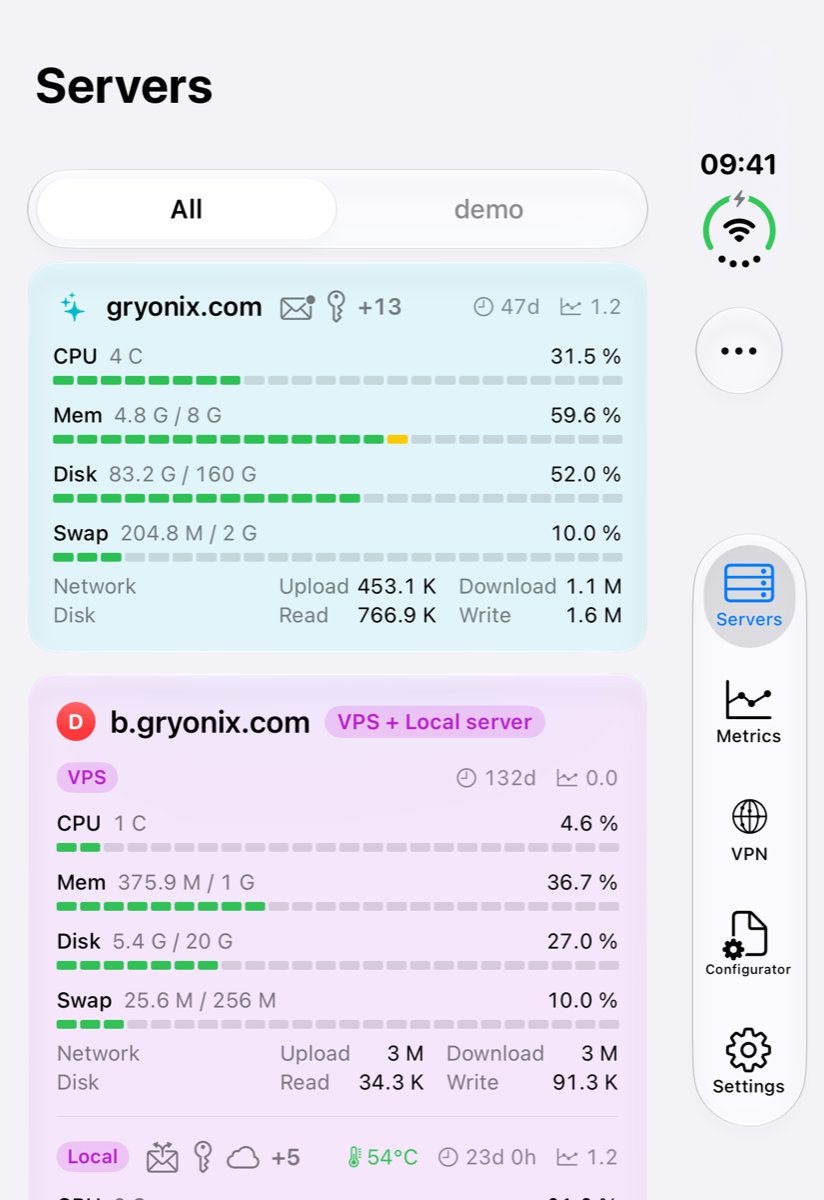 Servers
09:41
All demo
gryonix.com +13 47d 1.2
CPU 4 C 31.5 %
Mem 4.8 G / 8 G 59.6 %
Disk 83.2 G / 160 G 52.0 %
Swap 204.8 M / 2 G 10.0 %
Network Upload 453.1 K Download 1.1 M
Disk Read 766.9 K Write 1.6 M
D b.gryonix.com VPS + Local server
VPS 132d 0.0
CPU 1 C 4.6 %
Mem 375.9 M / 1 G 36.7 %
Disk 5.4 G / 20 G 27.0 %
Swap 25.6 M / 256 M 10.0 %
Network Upload 3 M Download 3 M
Disk Read 34.3 K Write 91.3 K
Local +5 54°C 23d 0h 1.2
Servers
Metrics
VPN
Configurator
Settings